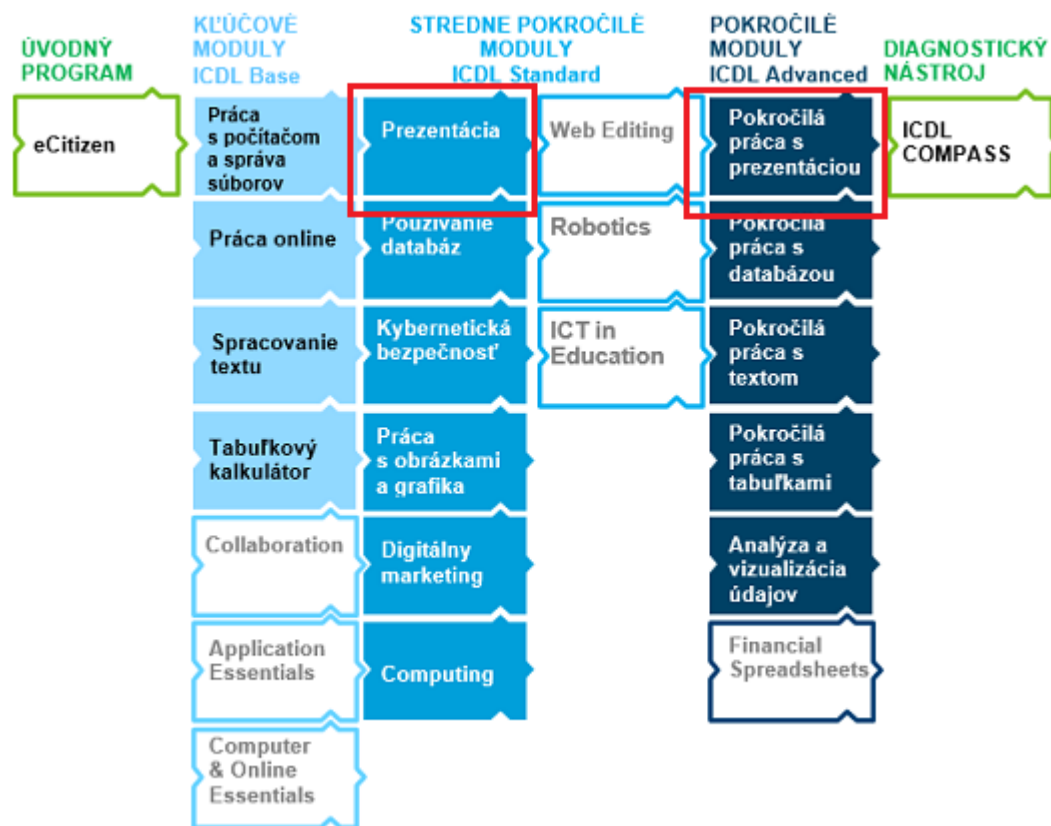 ÚVODNÝ
PROGRAM
eCitizen
KĽÚČOVÉ
MODULY
ICDL Base
Práca
s počítačom
a správa
súborov
Práca online
Spracovanie
textu
Tabuľkový
kalkulátor
Collaboration
Application
Essentials
Computer
& Online
Essentials
STREDNE POKROČILÉ
MODULY
ICDL Standard
Prezentácia
Používanie
databáz
Kybernetická
bezpečnosť
Práca
s obrázkami
a grafika
Digitálny
marketing
Computing
Web Editing
Robotics
ICT in
Education
POKROČILÉ
MODULY
ICDL Advanced
Pokročilá
práca s
prezentáciou
Pokročilá
práca s
databázou
Pokročilá
práca s
textom
Pokročilá
práca s
tabuľkami
Analýza a
vizualizácia
údajov
Financial
Spreadsheets
DIAGNOSTICKÝ
NÁSTROJ
ICDL
COMPASS